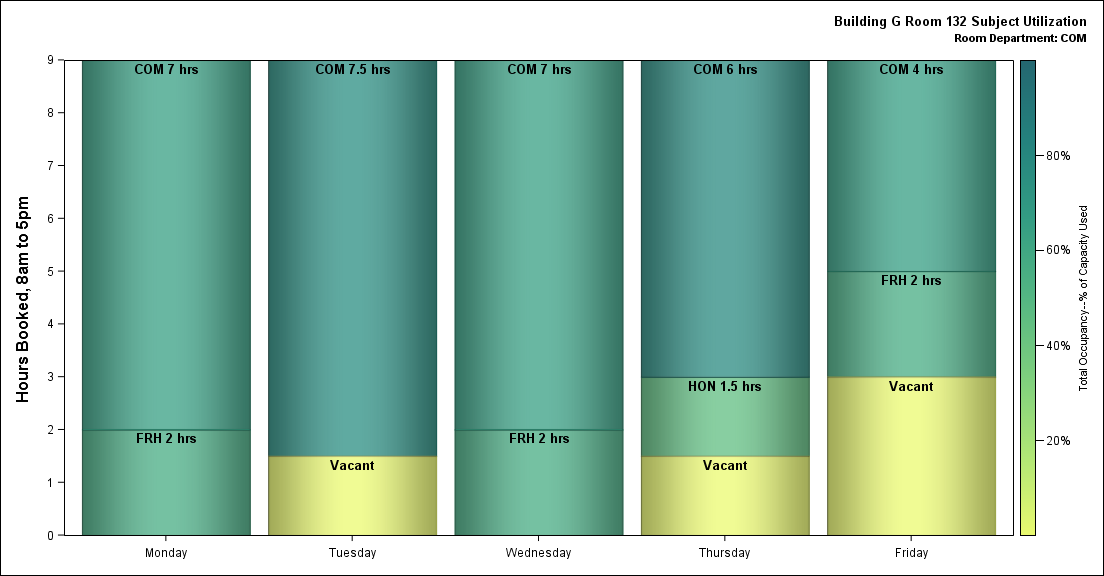 Building G Room 132 Subject Utilization
Room Department: COM
Hours Booked, 8am to 5pm
9
8
7
6
5
4
3
2
1
0
COM 7 hrs
FRH 2 hrs
COM 7.5 hrs
Vacant
COM 7 hrs
FRH 2 hrs
COM 6 hrs
HON 1.5 hrs
Vacant
COM 4 hrs
FRH 2 hrs
Vacant
Monday
Tuesday
Wednesday
Thursday
Friday
80%
60%
40%
20%
Total Occupancy--% of Capacity Used